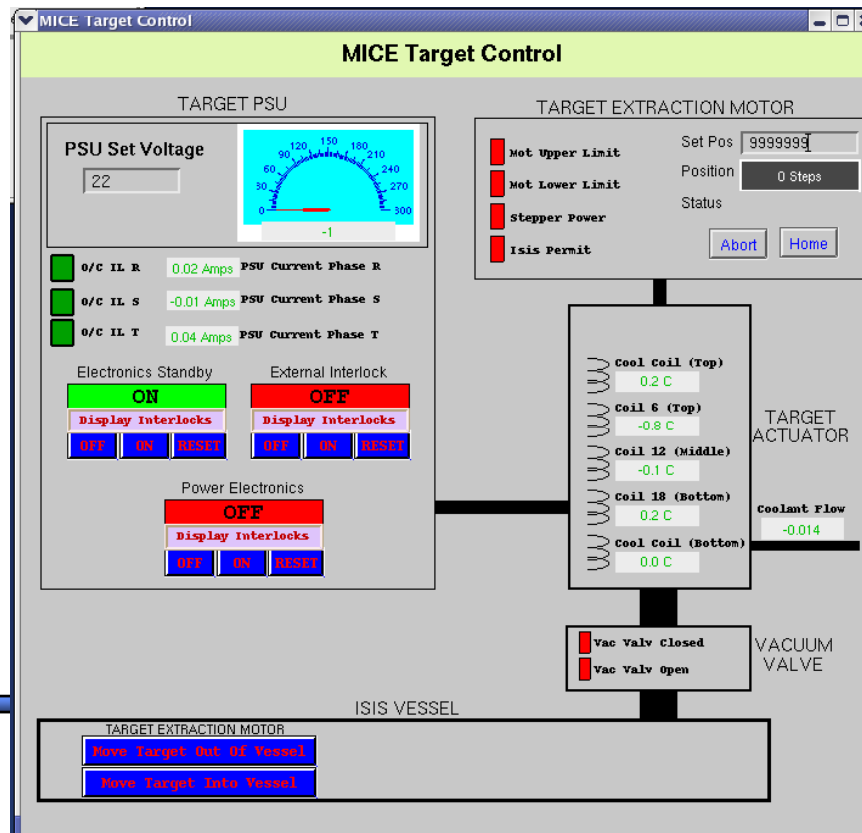 MICE Target Control
MICE Target Control
TARGET PSU
PSU Set Voltage
22
0 30 60 90 120 150 180 210 240 270 300
-1
O/C IL R 0.02 Amps PSU Current Phase R
O/C IL S -0.01 Amps PSU Current Phase S
O/C IL T 0.04 Amps PSU Current Phase T
Electronics Standby
ON
Display Interlocks
OFF ON RESET
External Interlock
OFF
Display Interlocks
OFF ON RESET
Power Electronics
OFF
Display Interlocks
OFF ON RESET
TARGET EXTRACTION MOTOR
Mot Upper Limit
Mot Lower Limit
Stepper Power
Isis Permit
Set Pos 9999999
Position 0 Steps
Status
Abort Home
Cool Coil (Top)
0.2 C
Coil 6 (Top)
-0.8 C
Coil 12 (Middle)
-0.1 C
Coil 18 (Bottom)
0.2 C
Cool Coil (Bottom)
0.0 C
TARGET
ACTUATOR
Coolant Flow
-0.014
Vac Valv Closed
Vac Valv Open
VACUUM
VALVE
ISIS VESSEL
TARGET EXTRACTION MOTOR
Move Target Out Of Vessel
Move Target Into Vessel